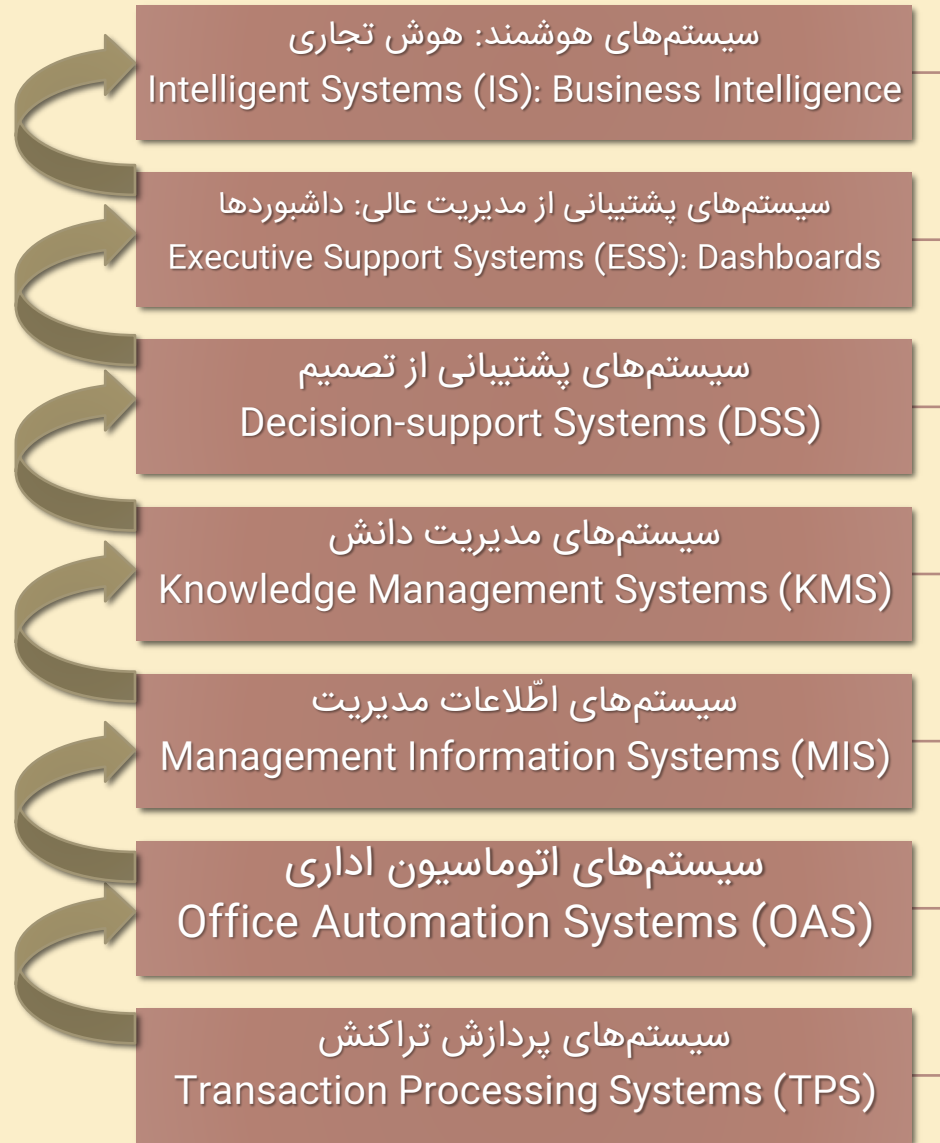 سیستم‌های هوشمند: هوش تجاری
Intelligent Systems (IS): Business Intelligence
سیستم‌های پشتیبانی از مدیریت عالی: داشبوردها
Executive Support Systems (ESS): Dashboards
سیستم‌های پشتیبانی از تصمیم
Decision-support Systems (DSS)
سیستم‌های مدیریت دانش
Knowledge Management Systems (KMS)
سیستم‌های اطّلاعات مدیریت
Management Information Systems (MIS)
سیستم‌های اتوماسیون اداری
Office Automation Systems (OAS)
سیستم‌های پردازش تراکنش
Transaction Processing Systems (TPS)